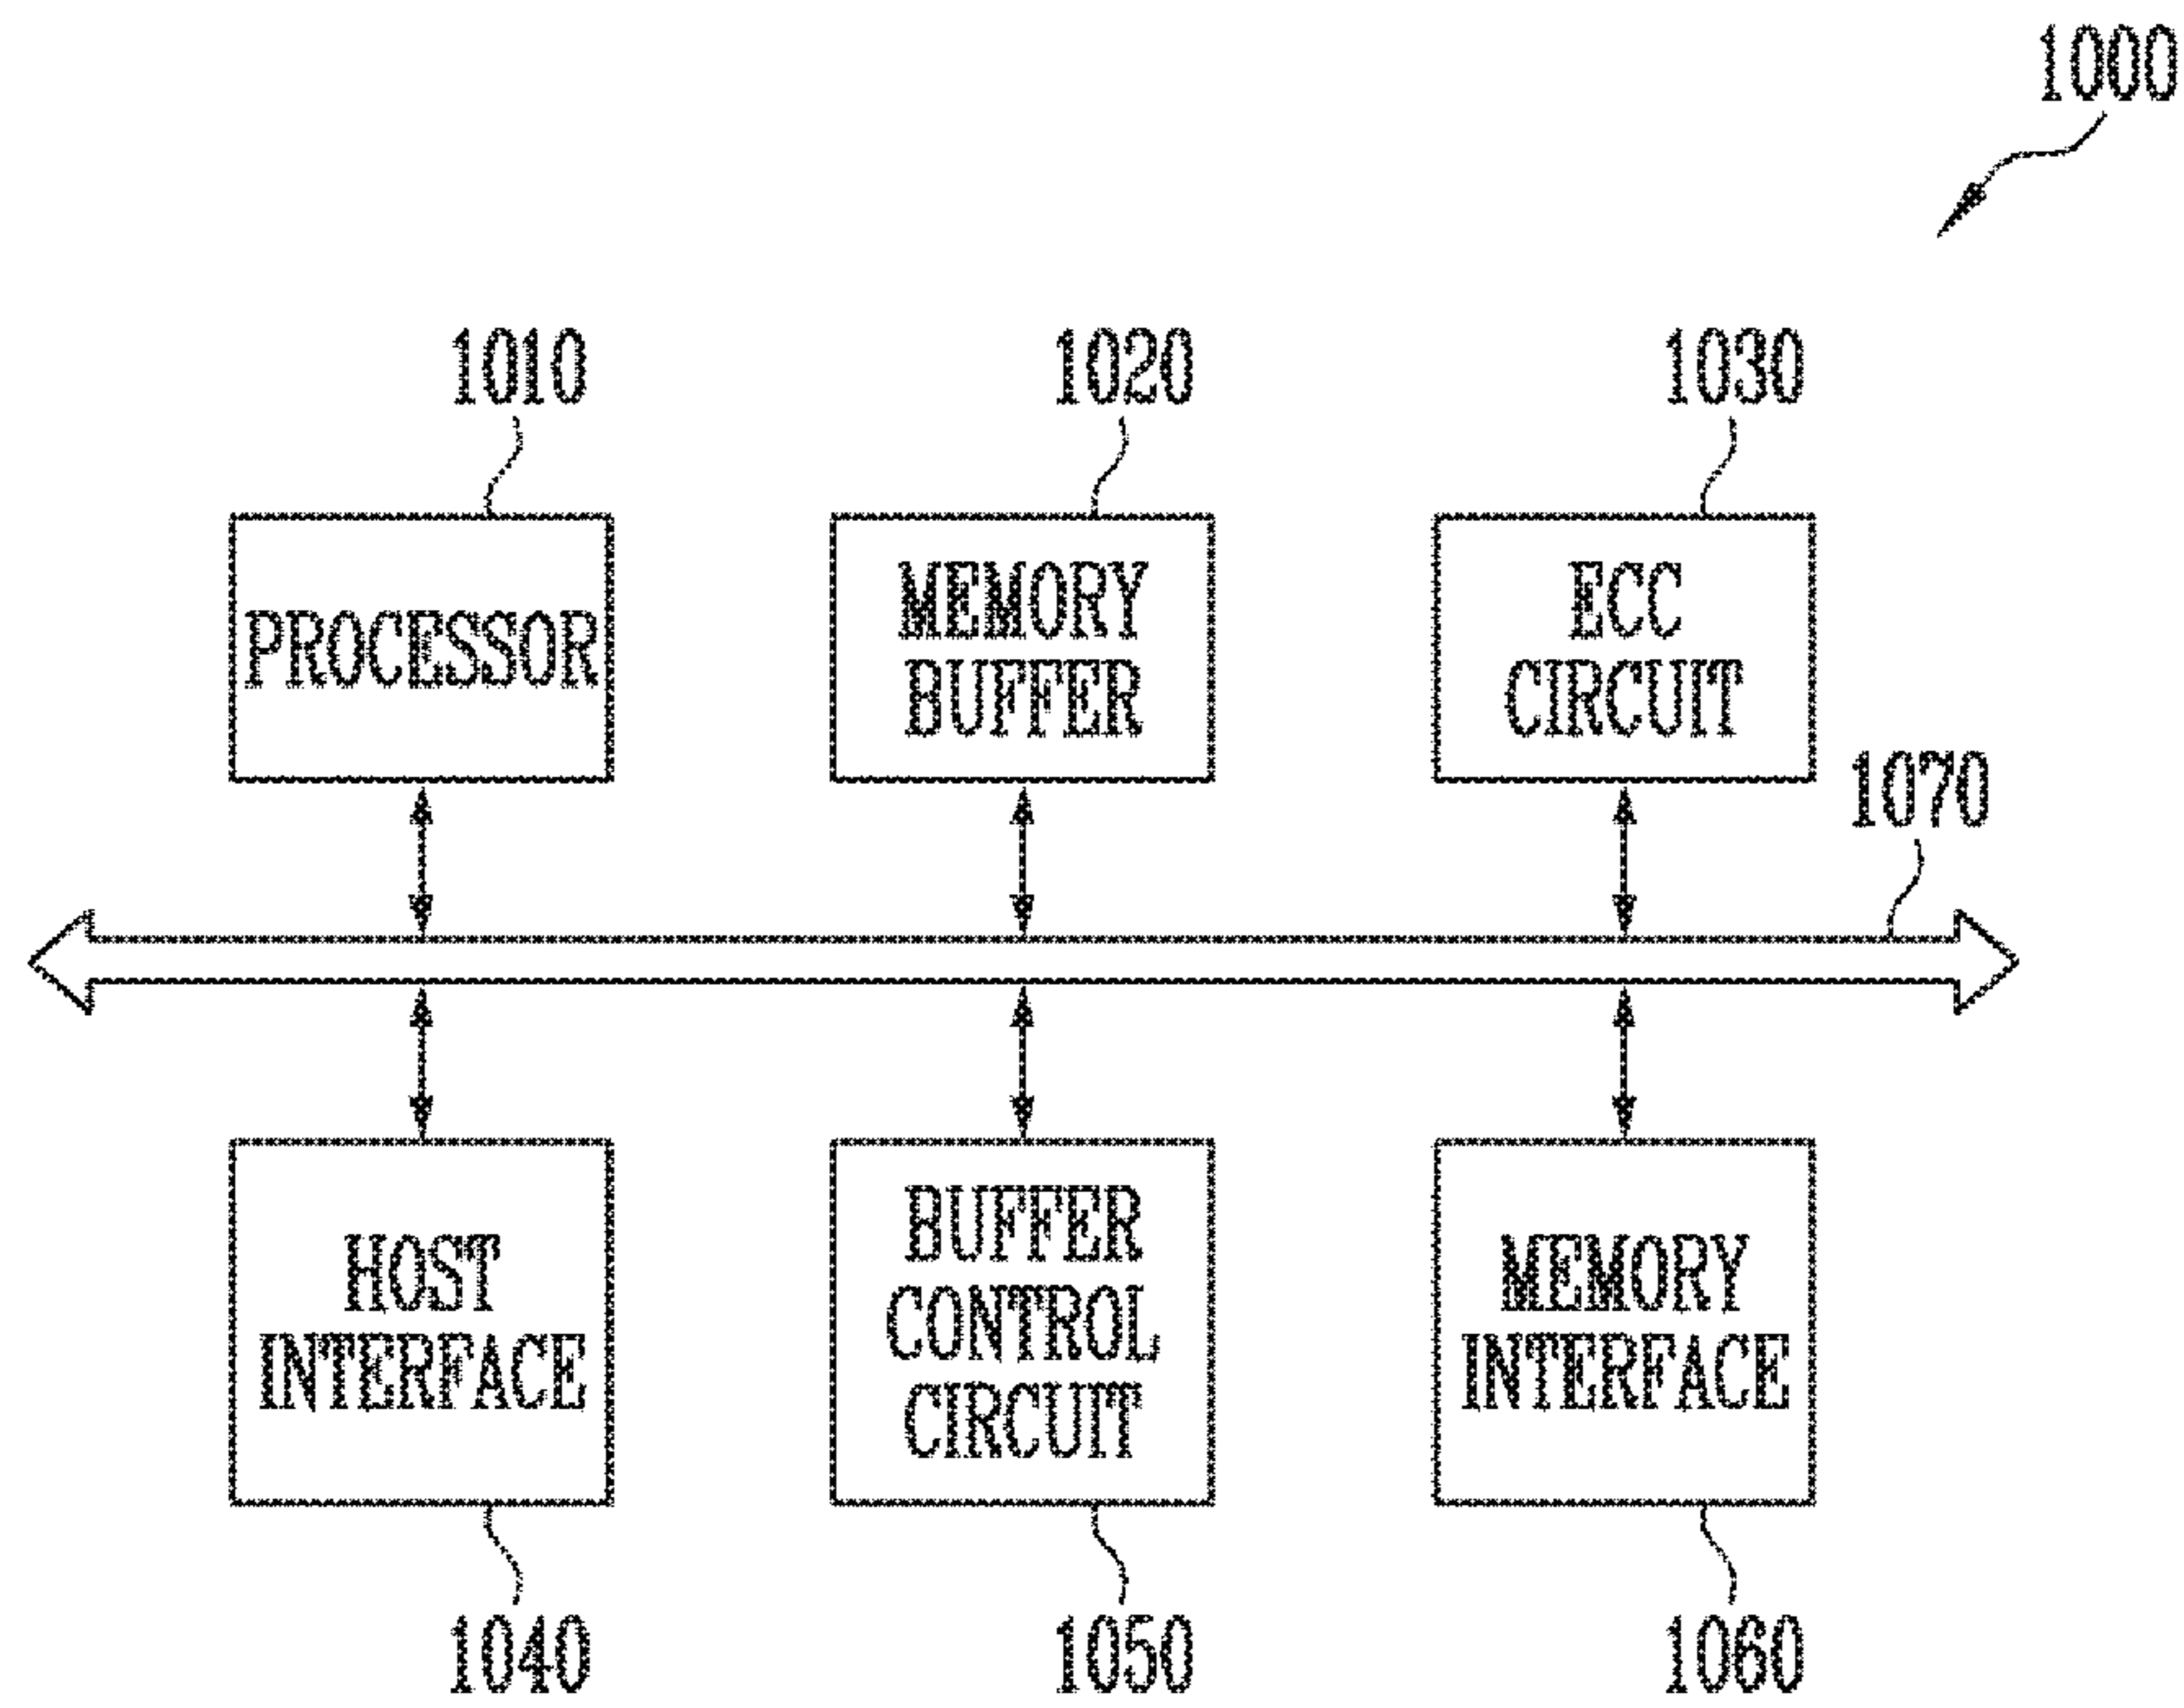 1000
1010
1020
1030
PROCESSOR
MEMORY
BUFFER
ECC
CIRCUIT
1070
HOST
INTERFACE
BUFFER
CONTROL
CIRCUIT
MEMORY
INTERFACE
1040
1050
1060